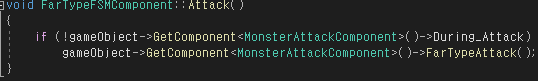 void FarTypeFSMComponent::Attack()
{
if (!gameObject->GetComponent<MonsterAttackComponent>()->During_Attack)
gameObject->GetComponent<MonsterAttackComponent>()->FarTypeAttack();
}